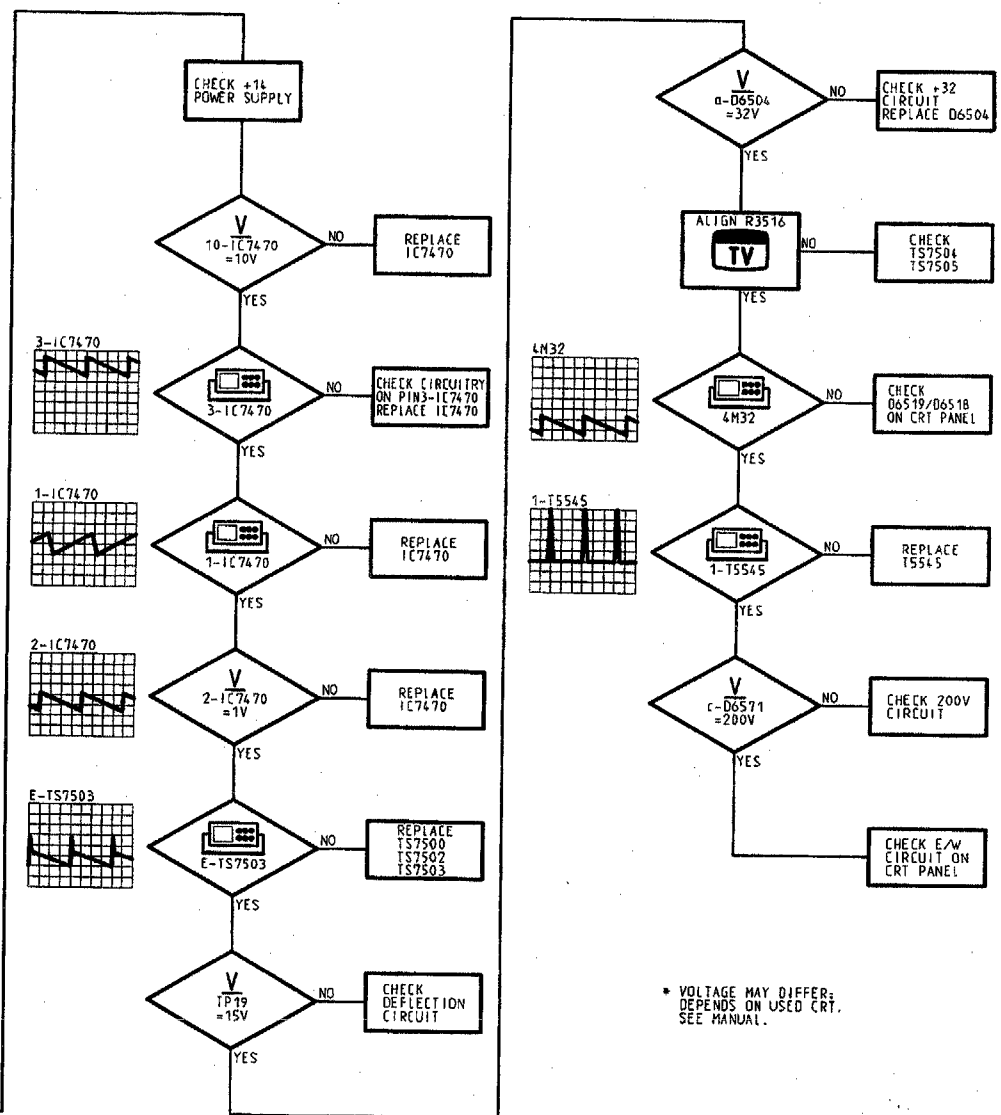 CHECK +14
POWER SUPPLY
V
10-IC7470
=10V
NO
REPLACE
IC7470
YES
3-IC7470
3-IC7470
NO
CHECK CIRCUITRY
ON PIN3-IC7470
REPLACE IC7470
YES
1-IC7470
1-IC7470
NO
REPLACE
IC7470
YES
2-IC7470
V
2-IC7470
=1V
NO
REPLACE
IC7470
YES
E-TS7503
E-TS7503
NO
REPLACE
TS7500
TS7502
TS7503
YES
V
TP19
=15V
NO
CHECK
DEFLECTION
CIRCUIT
YES
V
a-D6504
=32V
NO
CHECK +32
CIRCUIT
REPLACE D6504
YES
ALIGN R3516
TV
NO
CHECK
TS7504
TS7505
YES
4M32
4M32
NO
CHECK
D6519/D6518
ON CRT PANEL
YES
1-T5545
1-T5545
NO
REPLACE
T5545
YES
V
c-D6571
=200V
NO
CHECK 200V
CIRCUIT
YES
CHECK E/W
CIRCUIT ON
CRT PANEL
* VOLTAGE MAY DIFFER;
DEPENDS ON USED CRT.
SEE MANUAL.